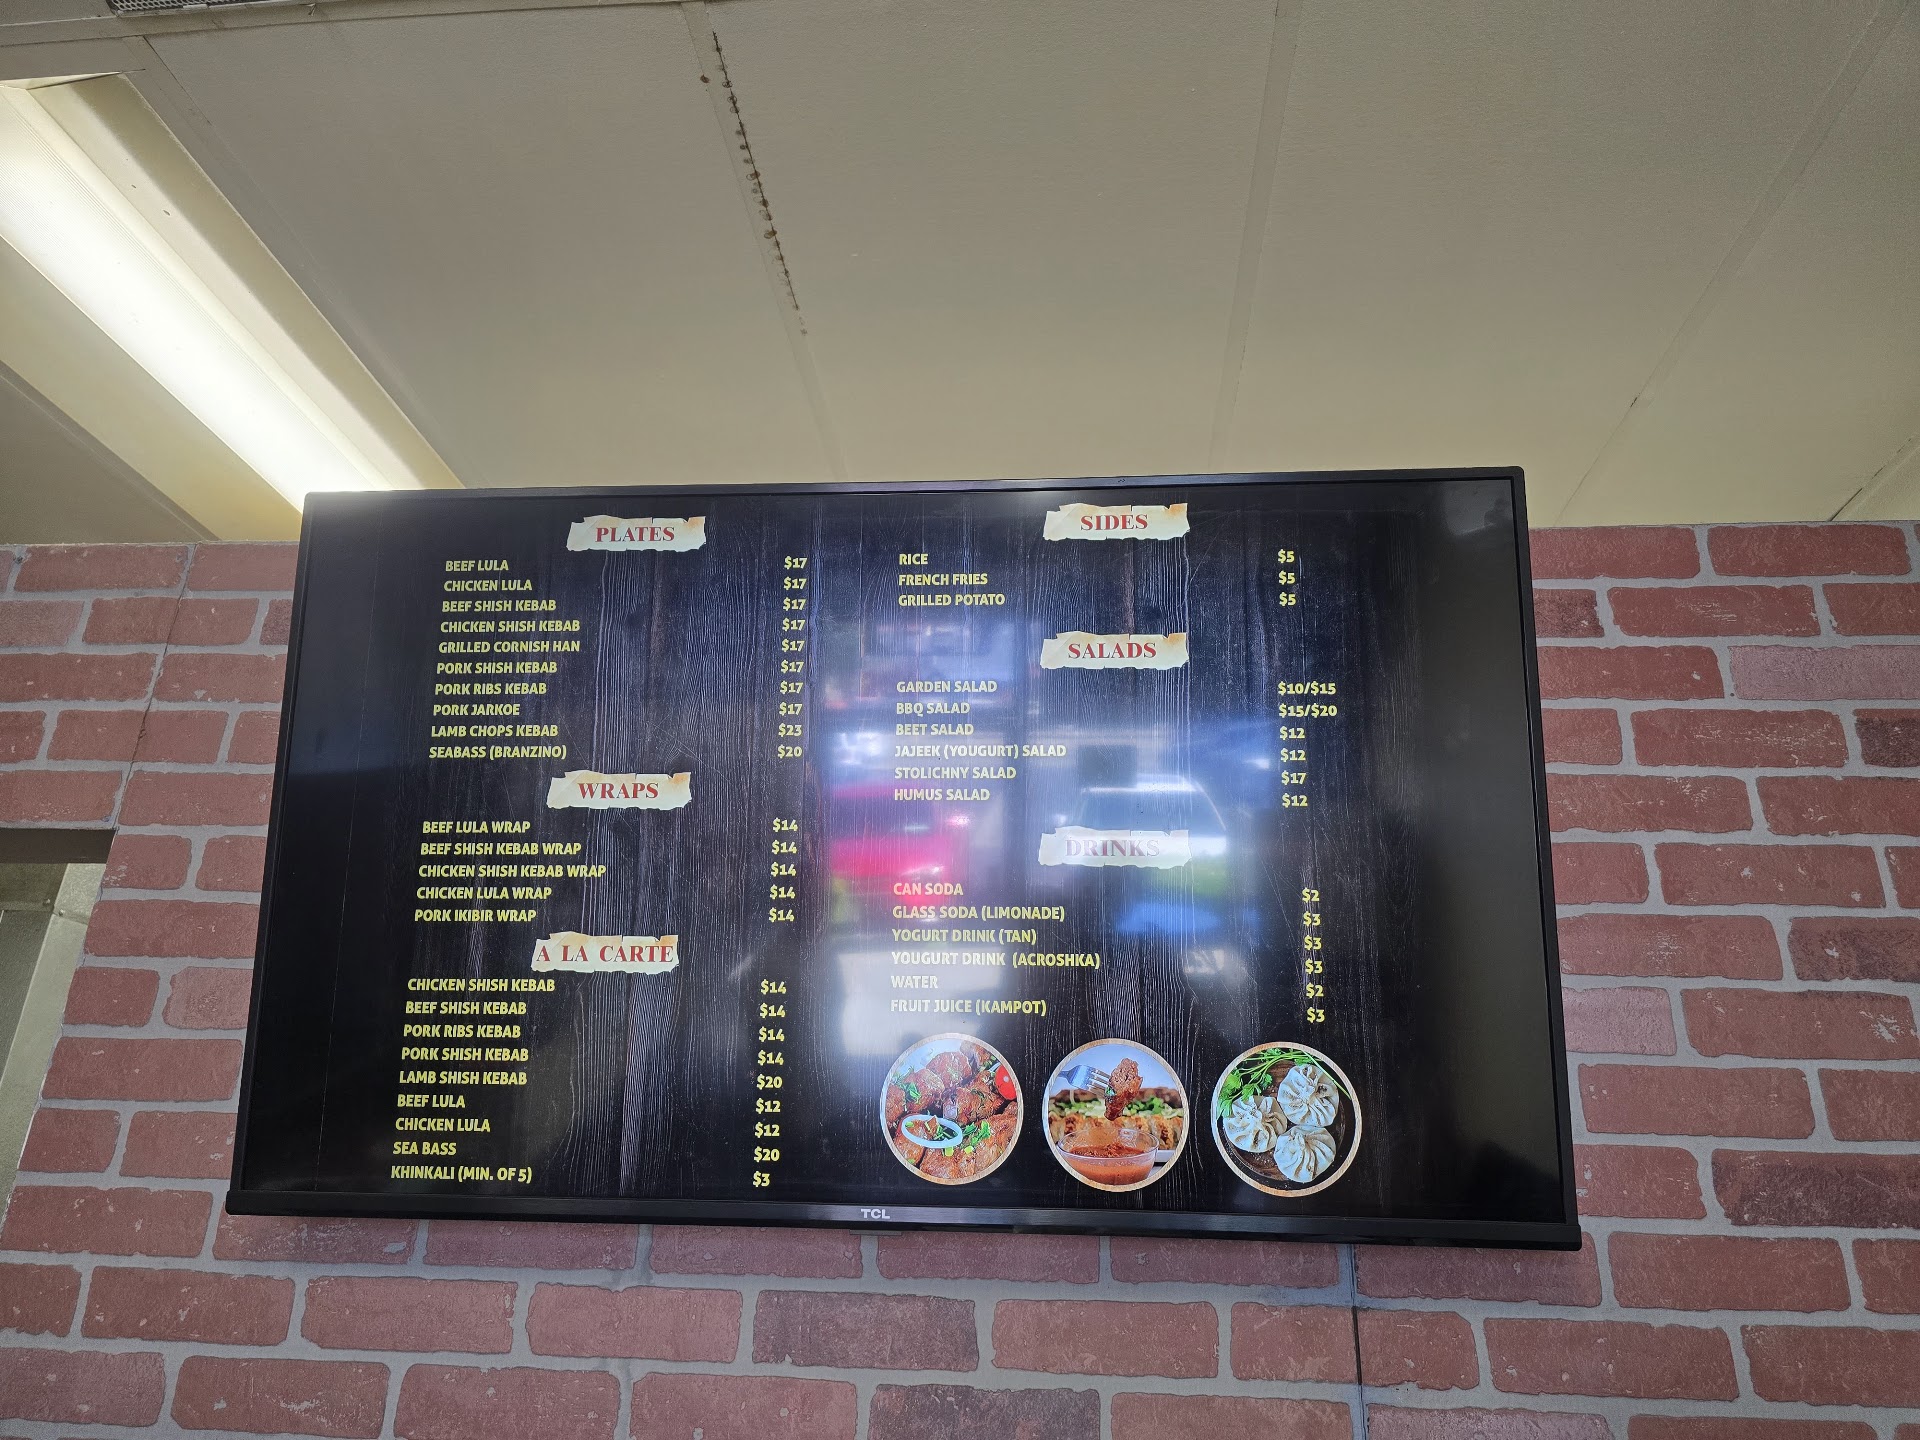 PLATES
BEEF LULA $17
CHICKEN LULA $17
BEEF SHISH KEBAB $17
CHICKEN SHISH KEBAB $17
GRILLED CORNISH HAN $17
PORK SHISH KEBAB $17
PORK RIBS KEBAB $17
PORK JARKOE $17
LAMB CHOPS KEBAB $23
SEABASS (BRANZINO) $20
WRAPS
BEEF LULA WRAP $14
BEEF SHISH KEBAB WRAP $14
CHICKEN SHISH KEBAB WRAP $14
CHICKEN LULA WRAP $14
PORK IKIBIR WRAP $14
A LA CARTE
CHICKEN SHISH KEBAB $14
BEEF SHISH KEBAB $14
PORK RIBS KEBAB $14
PORK SHISH KEBAB $14
LAMB SHISH KEBAB $20
BEEF LULA $12
CHICKEN LULA $12
SEA BASS $20
KHINKALI (MIN. OF 5) $3
SIDES
RICE $5
FRENCH FRIES $5
GRILLED POTATO $5
SALADS
GARDEN SALAD $10/$15
BBQ SALAD $15/$20
BEET SALAD $12
JAJEEK (YOUGURT) SALAD $12
STOLICHNY SALAD $17
HUMUS SALAD $12
DRINKS
CAN SODA $2
GLASS SODA (LIMONADE) $3
YOGURT DRINK (TAN) $3
YOUGURT DRINK (ACROSHKA) $3
WATER $2
FRUIT JUICE (KAMPOT) $3
TCL